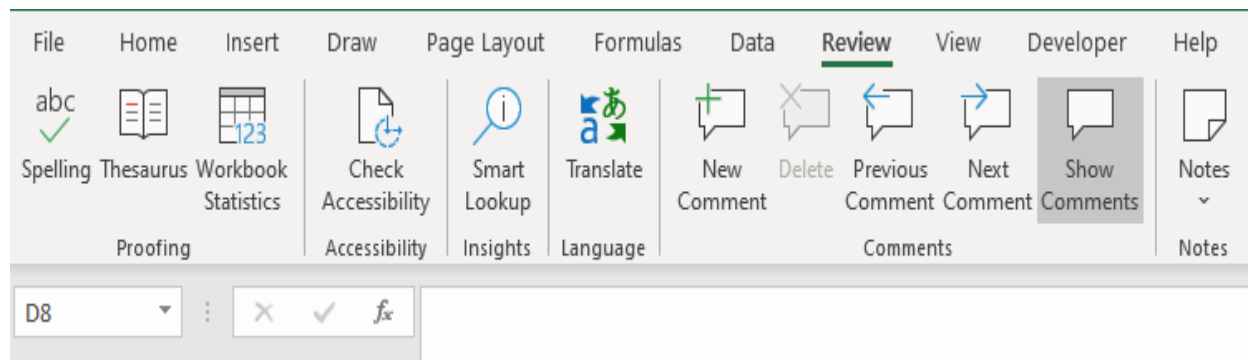 File Home Insert Draw Page Layout Formulas Data Review View Developer Help
abc
123
i
あ
a
Spelling Thesaurus Workbook Statistics
Check Accessibility
Smart Lookup
Translate
New Comment
Delete
Previous Comment
Next Comment
Show Comments
Notes
Proofing Accessibility Insights Language Comments Notes
D8 fx